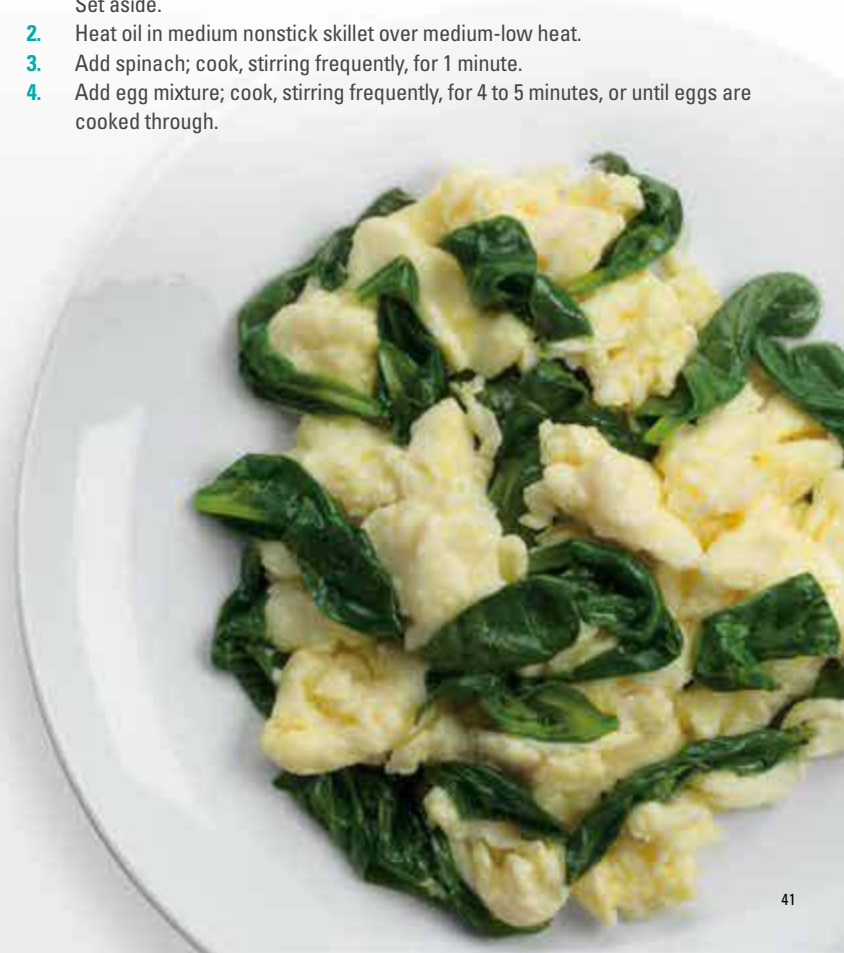 Set aside.
2. Heat oil in medium nonstick skillet over medium-low heat.
3. Add spinach; cook, stirring frequently, for 1 minute.
4. Add egg mixture; cook, stirring frequently, for 4 to 5 minutes, or until eggs are
cooked through.
41